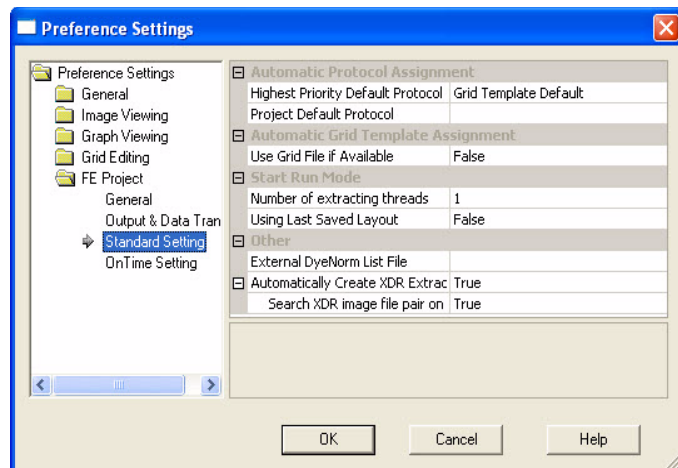 Preference Settings
Preference Settings
General
Image Viewing
Graph Viewing
Grid Editing
FE Project
General
Output & Data Tran
Standard Setting
OnTime Setting
Automatic Protocol Assignment
Highest Priority Default Protocol Grid Template Default
Project Default Protocol
Automatic Grid Template Assignment
Use Grid File if Available False
Start Run Mode
Number of extracting threads 1
Using Last Saved Layout False
Other
External DyeNorm List File
Automatically Create XDR Extrac True
Search XDR image file pair on True
OK Cancel Help